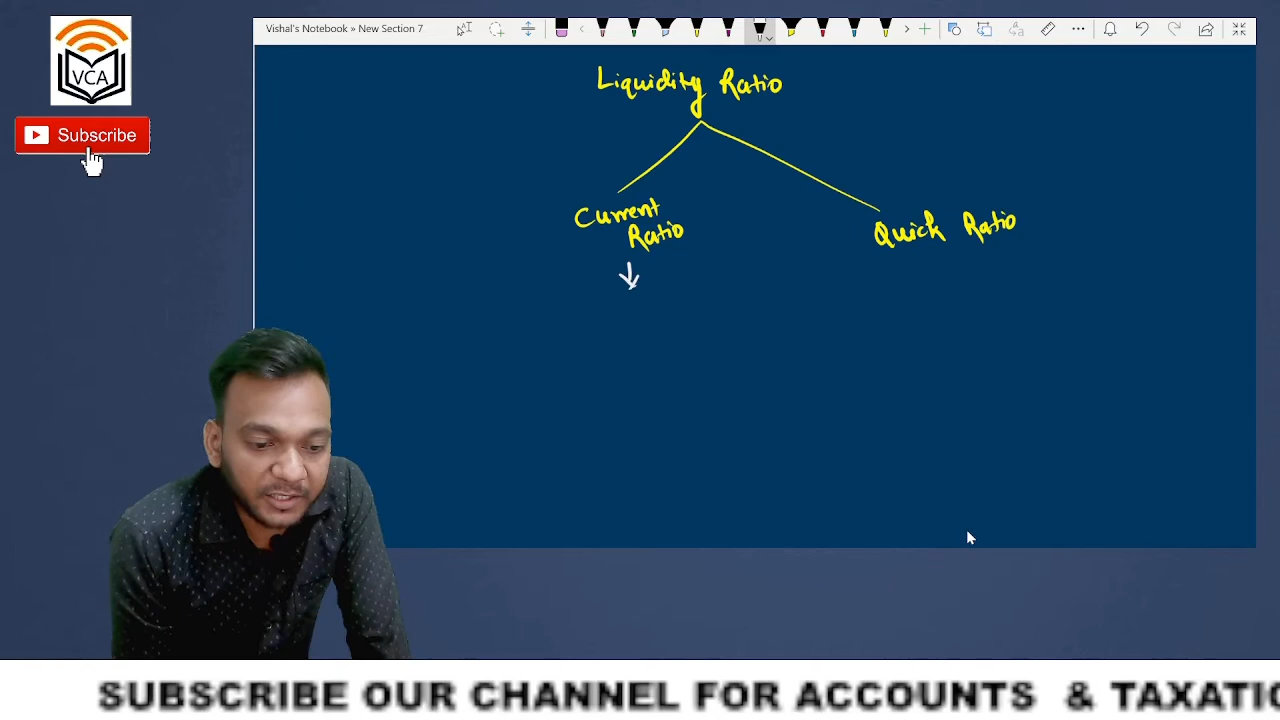 VCA
Subscribe
Vishal's Notebook » New Section 7
Liquidity Ratio
Current
Ratio
Quick Ratio
SUBSCRIBE OUR CHANNEL FOR ACCOUNTS & TAXATIO